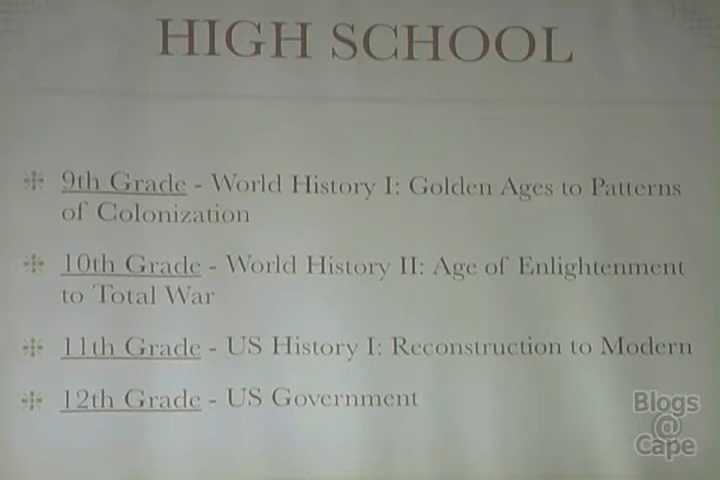 HIGH SCHOOL
9th Grade - World History I: Golden Ages to Patterns
of Colonization
10th Grade - World History II: Age of Enlightenment
to Total War
11th Grade - US History I: Reconstruction to Modern
12th Grade - US Government
Blogs
@
Cape